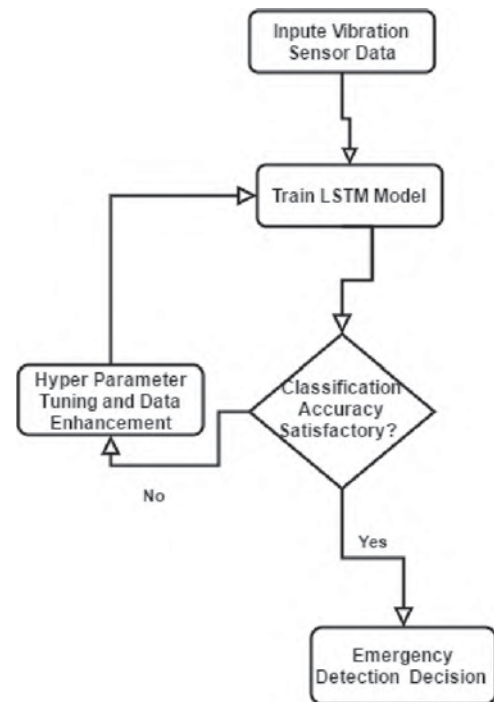 Inpute Vibration
Sensor Data
Train LSTM Model
Classification
Accuracy
Satisfactory?
Hyper Parameter
Tuning and Data
Enhancement
No
Yes
Emergency
Detection Decision